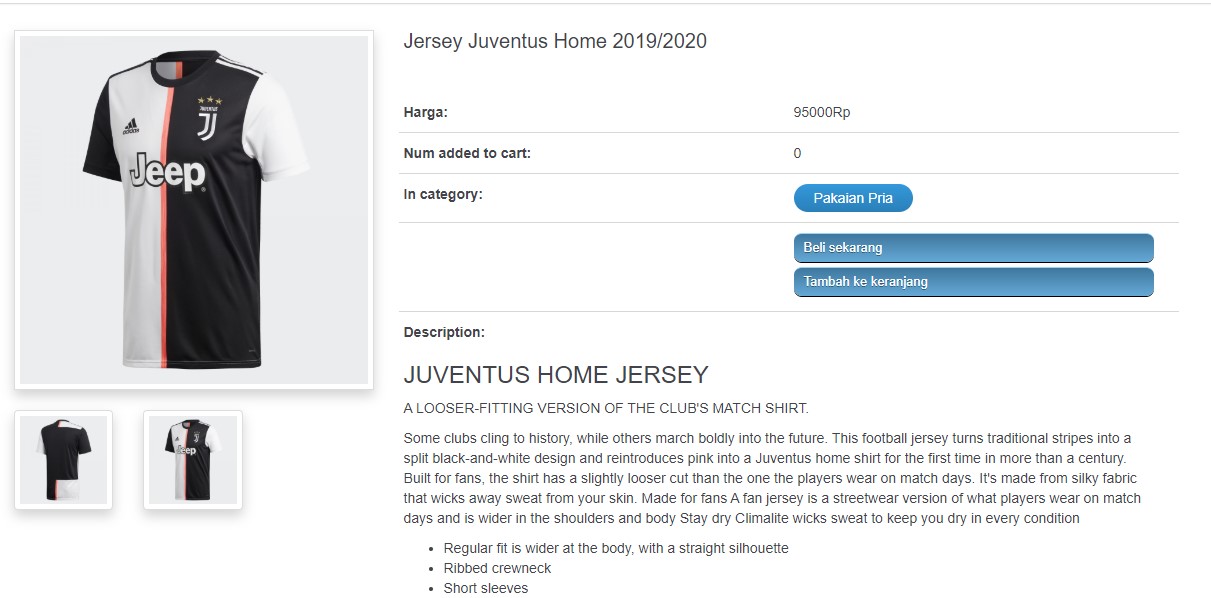 Jersey Juventus Home 2019/2020
Harga: 95000Rp
Num added to cart: 0
In category: Pakaian Pria
Beli sekarang
Tambah ke keranjang
adidas
JUVENTUS
Jeep
Description:
JUVENTUS HOME JERSEY
A LOOSER-FITTING VERSION OF THE CLUB'S MATCH SHIRT.
Some clubs cling to history, while others march boldly into the future. This football jersey turns traditional stripes into a
split black-and-white design and reintroduces pink into a Juventus home shirt for the first time in more than a century.
Built for fans, the shirt has a slightly looser cut than the one the players wear on match days. It's made from silky fabric
that wicks away sweat from your skin. Made for fans A fan jersey is a streetwear version of what players wear on match
days and is wider in the shoulders and body Stay dry Climalite wicks sweat to keep you dry in every condition
• Regular fit is wider at the body, with a straight silhouette
• Ribbed crewneck
• Short sleeves
Jeep